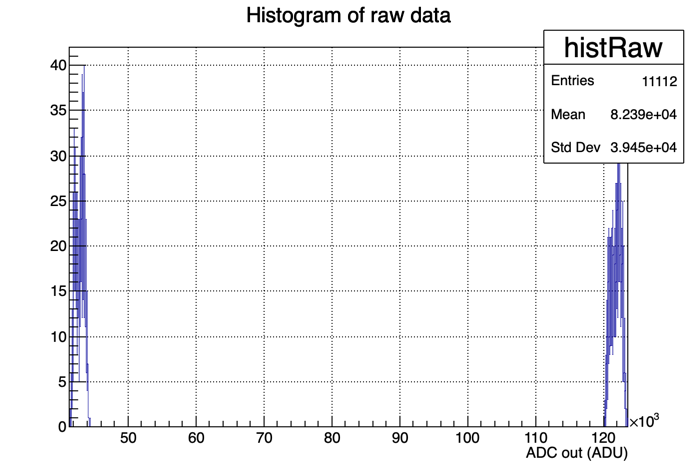 Histogram of raw data
histRaw
Entries 11112
Mean 8.239e+04
Std Dev 3.945e+04
40
35
30
25
20
15
10
5
0
50 60 70 80 90 100 110 120 ×10³
ADC out (ADU)